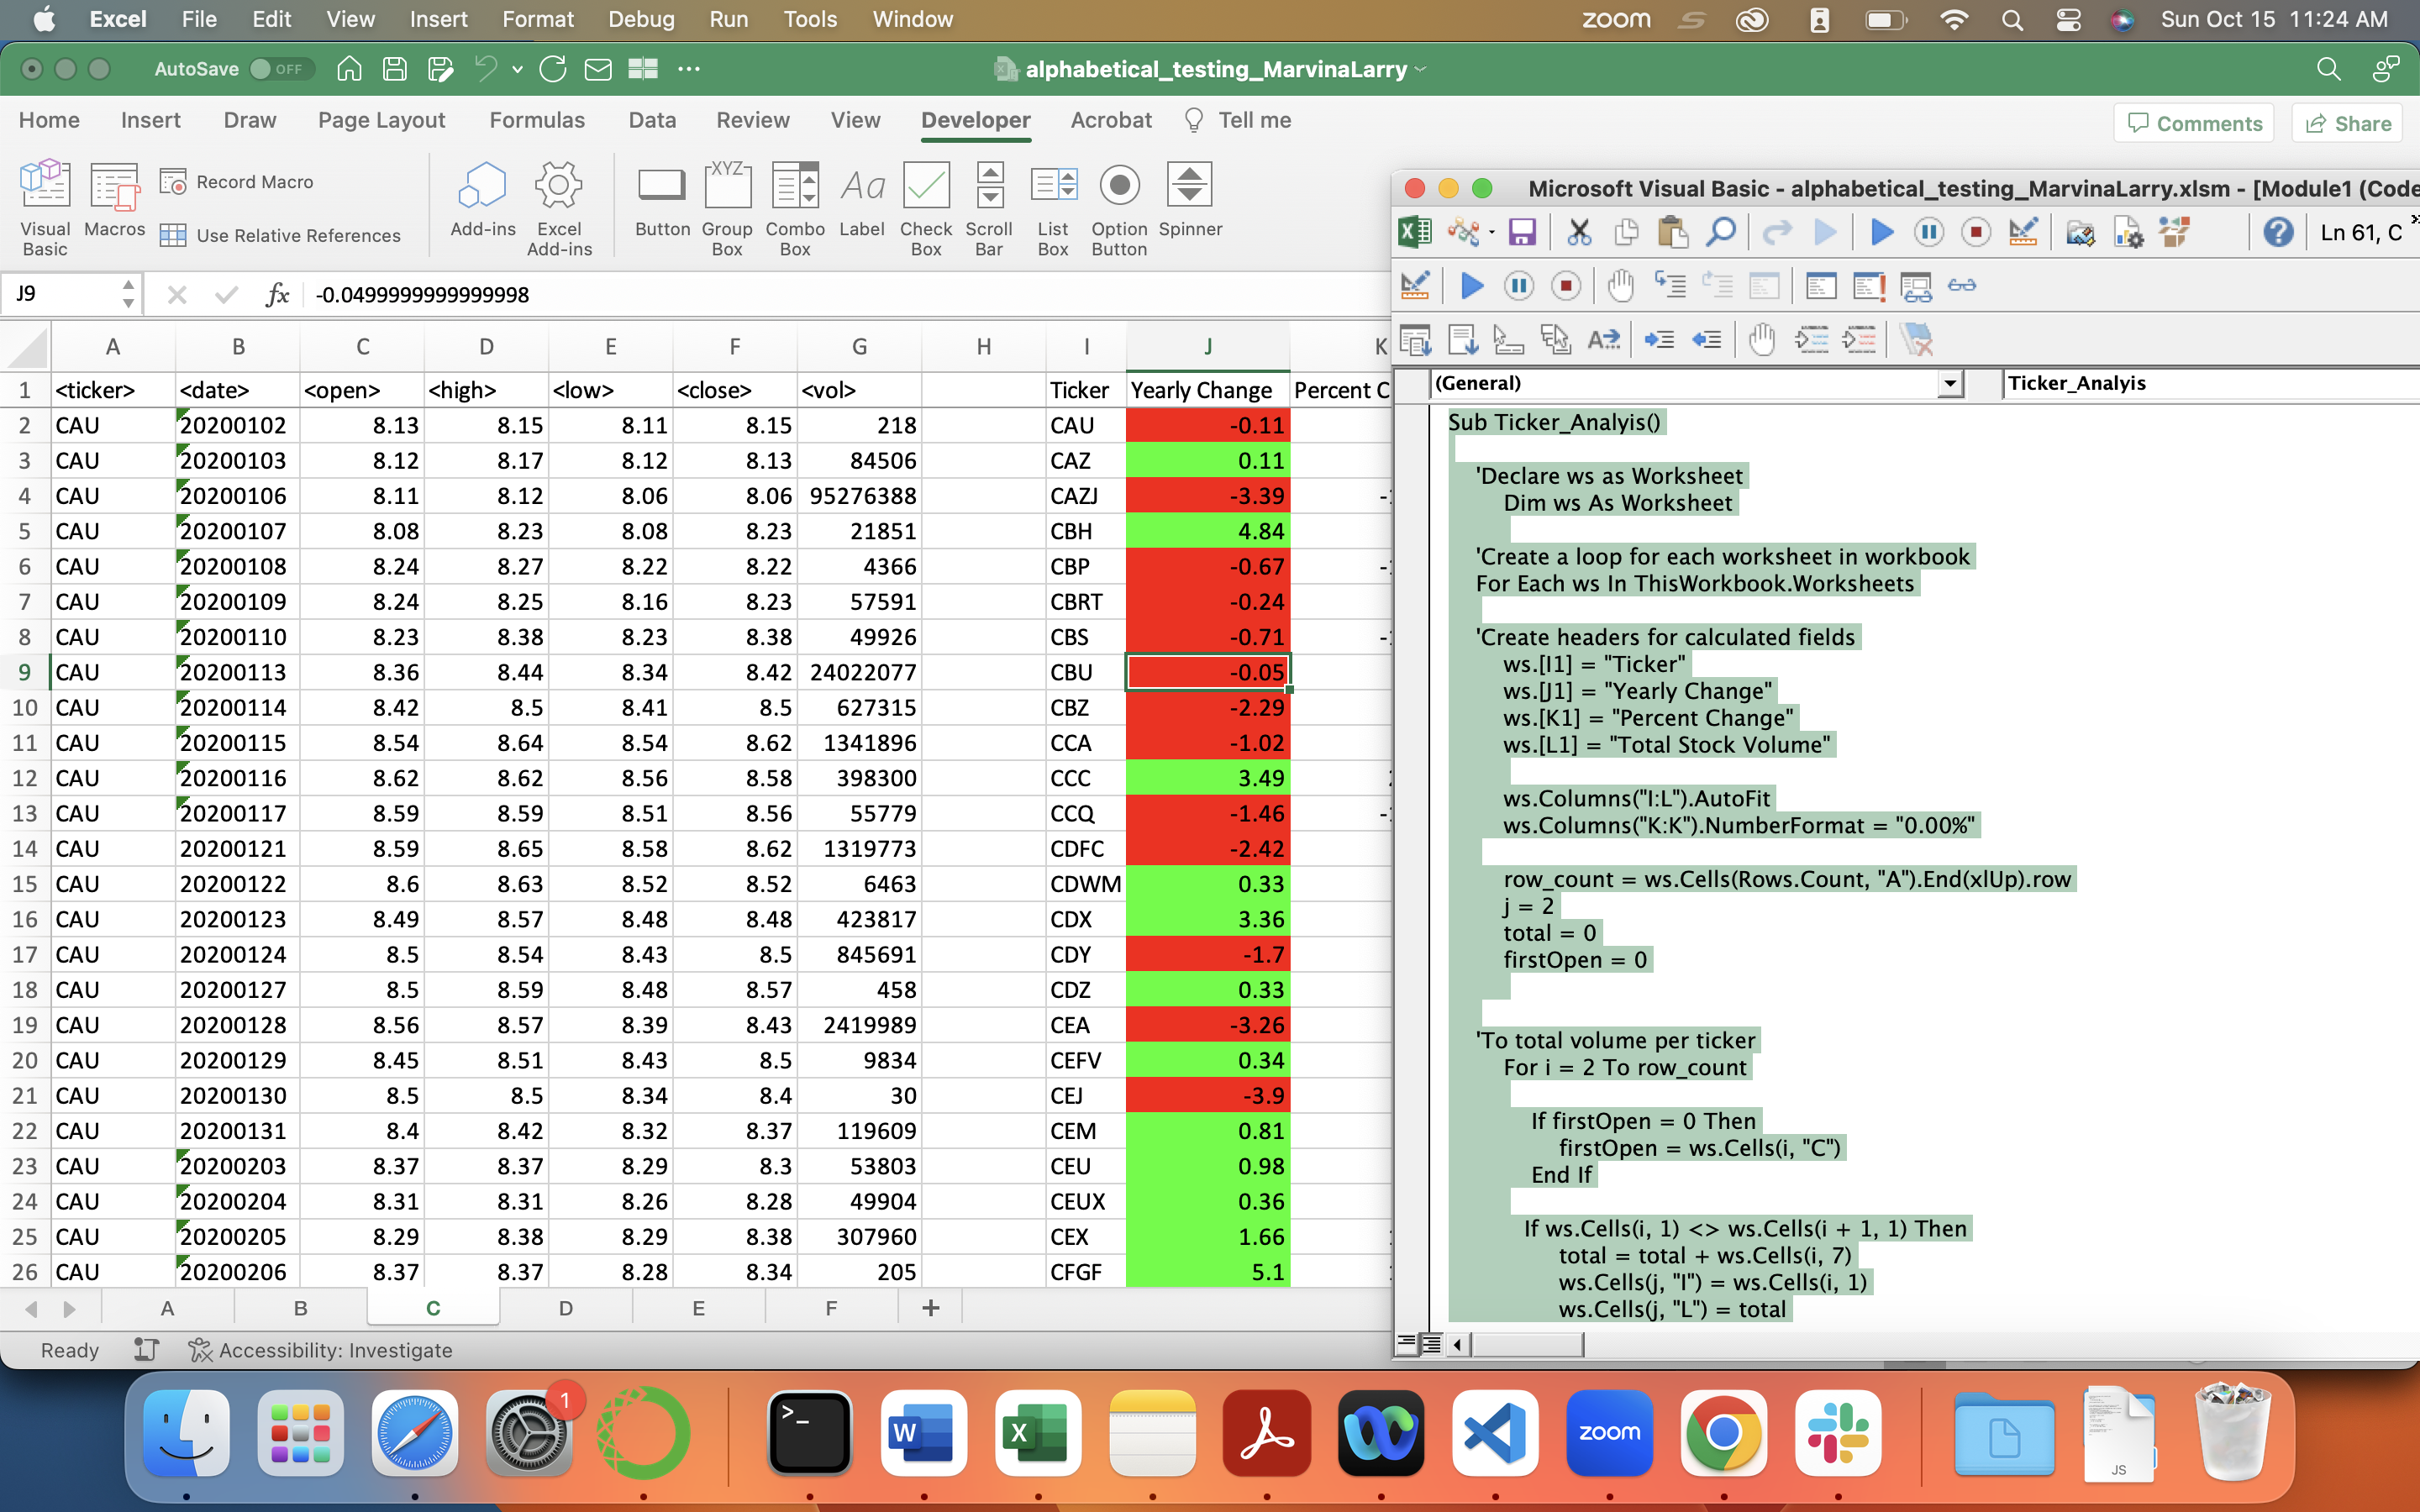 Excel File Edit View Insert Format Debug Run Tools Window zoom Sun Oct 15 11:24 AM
AutoSave OFF alphabetical_testing_MarvinaLarry
Home Insert Draw Page Layout Formulas Data Review View Developer Acrobat Tell me Comments Share
Visual Basic Macros Record Macro Use Relative References Add-ins Excel Add-ins XYZ Button Group Box Combo Box Aa Label Check Box Scroll Bar List Box Option Button Spinner
J9 fx -0.0499999999999998
A B C D E F G H I J K
1 <ticker> <date> <open> <high> <low> <close> <vol> Ticker Yearly Change Percent C
2 CAU 20200102 8.13 8.15 8.11 8.15 218 CAU -0.11
3 CAU 20200103 8.12 8.17 8.12 8.13 84506 CAZ 0.11
4 CAU 20200106 8.11 8.12 8.06 8.06 95276388 CAZJ -3.39 -
5 CAU 20200107 8.08 8.23 8.08 8.23 21851 CBH 4.84
6 CAU 20200108 8.24 8.27 8.22 8.22 4366 CBP -0.67 -
7 CAU 20200109 8.24 8.25 8.16 8.23 57591 CBRT -0.24
8 CAU 20200110 8.23 8.38 8.23 8.38 49926 CBS -0.71 -
9 CAU 20200113 8.36 8.44 8.34 8.42 24022077 CBU -0.05
10 CAU 20200114 8.42 8.5 8.41 8.5 627315 CBZ -2.29
11 CAU 20200115 8.54 8.64 8.54 8.62 1341896 CCA -1.02
12 CAU 20200116 8.62 8.62 8.56 8.58 398300 CCC 3.49
13 CAU 20200117 8.59 8.59 8.51 8.56 55779 CCQ -1.46 -
14 CAU 20200121 8.59 8.65 8.58 8.62 1319773 CDFC -2.42
15 CAU 20200122 8.6 8.63 8.52 8.52 6463 CDWM 0.33
16 CAU 20200123 8.49 8.57 8.48 8.48 423817 CDX 3.36
17 CAU 20200124 8.5 8.54 8.43 8.5 845691 CDY -1.7
18 CAU 20200127 8.5 8.59 8.48 8.57 458 CDZ 0.33
19 CAU 20200128 8.56 8.57 8.39 8.43 2419989 CEA -3.26
20 CAU 20200129 8.45 8.51 8.43 8.5 9834 CEFV 0.34
21 CAU 20200130 8.5 8.5 8.34 8.4 30 CEJ -3.9
22 CAU 20200131 8.4 8.42 8.32 8.37 119609 CEM 0.81
23 CAU 20200203 8.37 8.37 8.29 8.3 53803 CEU 0.98
24 CAU 20200204 8.31 8.31 8.26 8.28 49904 CEUX 0.36
25 CAU 20200205 8.29 8.38 8.29 8.38 307960 CEX 1.66
26 CAU 20200206 8.37 8.37 8.28 8.34 205 CFGF 5.1
A B C D E F +
Ready Accessibility: Investigate
Microsoft Visual Basic - alphabetical_testing_MarvinaLarry.xlsm - [Module1 (Code
Ln 61, C
(General) Ticker_Analyis
Sub Ticker_Analyis()
'Declare ws as Worksheet
Dim ws As Worksheet
'Create a loop for each worksheet in workbook
For Each ws In ThisWorkbook.Worksheets
'Create headers for calculated fields
ws.[I1] = "Ticker"
ws.[J1] = "Yearly Change"
ws.[K1] = "Percent Change"
ws.[L1] = "Total Stock Volume"
ws.Columns("I:L").AutoFit
ws.Columns("K:K").NumberFormat = "0.00%"
row_count = ws.Cells(Rows.Count, "A").End(xlUp).row
j = 2
total = 0
firstOpen = 0
'To total volume per ticker
For i = 2 To row_count
If firstOpen = 0 Then
firstOpen = ws.Cells(i, "C")
End If
If ws.Cells(i, 1) <> ws.Cells(i + 1, 1) Then
total = total + ws.Cells(i, 7)
ws.Cells(j, "I") = ws.Cells(i, 1)
ws.Cells(j, "L") = total
1
W X zoom JS